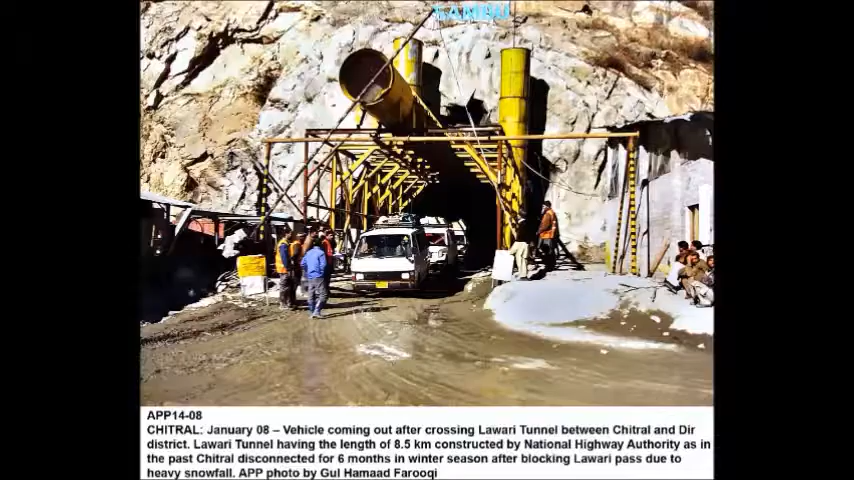 SAMBU
APP14-08
CHITRAL: January 08 – Vehicle coming out after crossing Lawari Tunnel between Chitral and Dir
district. Lawari Tunnel having the length of 8.5 km constructed by National Highway Authority as in
the past Chitral disconnected for 6 months in winter season after blocking Lawari pass due to
heavy snowfall. APP photo by Gul Hamaad Farooqi